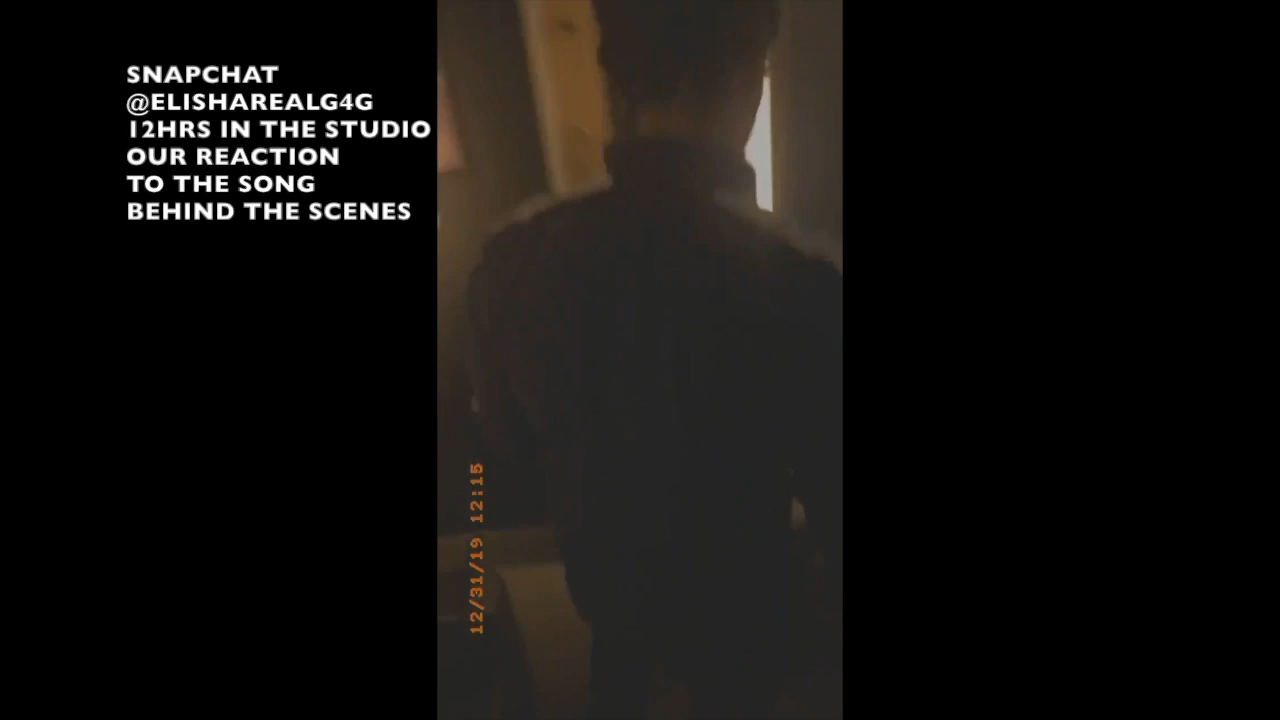 SNAPCHAT
@ELISHAREALG4G
12HRS IN THE STUDIO
OUR REACTION
TO THE SONG
BEHIND THE SCENES
12/31/19 12:15